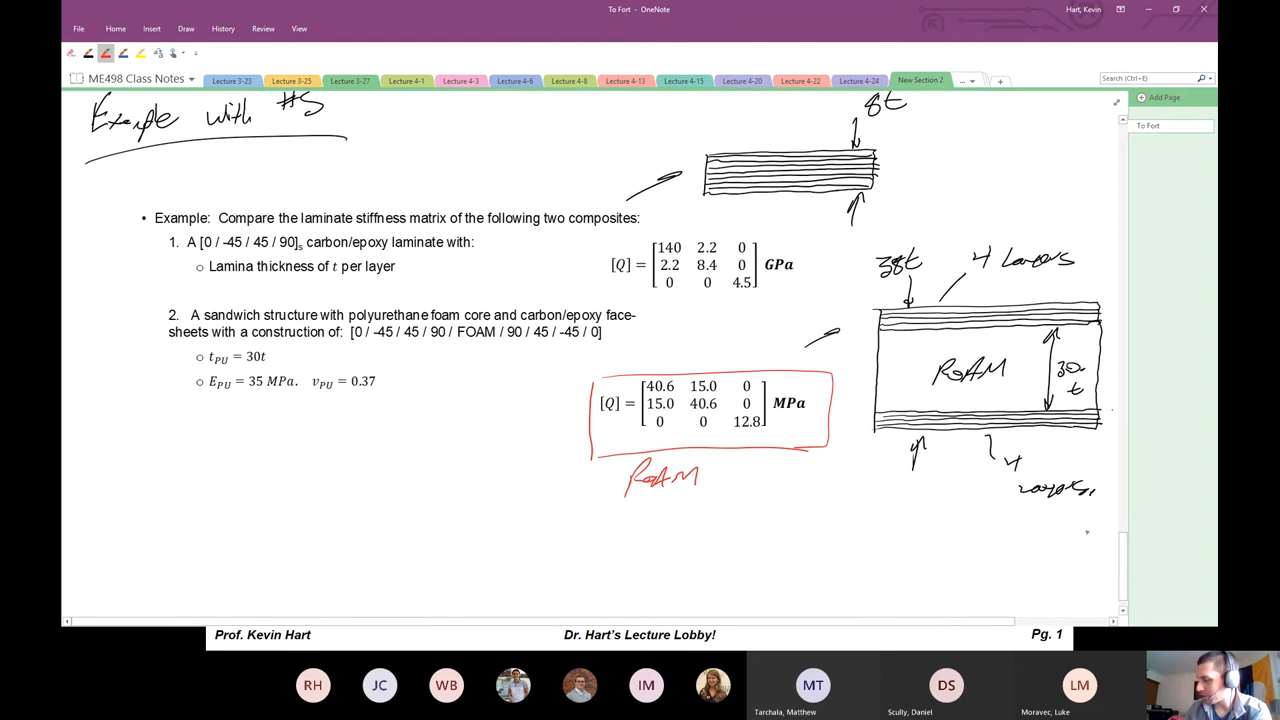 To Fort - OneNote
Hart, Kevin
File Home Insert Draw History Review View
ME498 Class Notes
Lecture 3-23 Lecture 3-25 Lecture 3-27 Lecture 4-1 Lecture 4-3 Lecture 4-6 Lecture 4-8 Lecture 4-13 Lecture 4-15 Lecture 4-20 Lecture 4-22 Lecture 4-24 New Section 2 ... +
Search (Ctrl+E)
Add Page
To Fort
Example with #s
8t
• Example: Compare the laminate stiffness matrix of the following two composites:
1. A [0 / -45 / 45 / 90]s carbon/epoxy laminate with:
○ Lamina thickness of t per layer
[Q] = [140 2.2 0
2.2 8.4 0
0 0 4.5] GPa
38t
4 Layers
2. A sandwich structure with polyurethane foam core and carbon/epoxy face-
sheets with a construction of: [0 / -45 / 45 / 90 / FOAM / 90 / 45 / -45 / 0]
○ tPU = 30t
○ EPU = 35 MPa. νPU = 0.37
[Q] = [40.6 15.0 0
15.0 40.6 0
0 0 12.8] MPa
FOAM
FOAM
30
t
4
Layers
Prof. Kevin Hart
Dr. Hart's Lecture Lobby!
Pg. 1
RH
JC
WB
IM
MT
Tarchala, Matthew
DS
Scully, Daniel
LM
Moravec, Luke